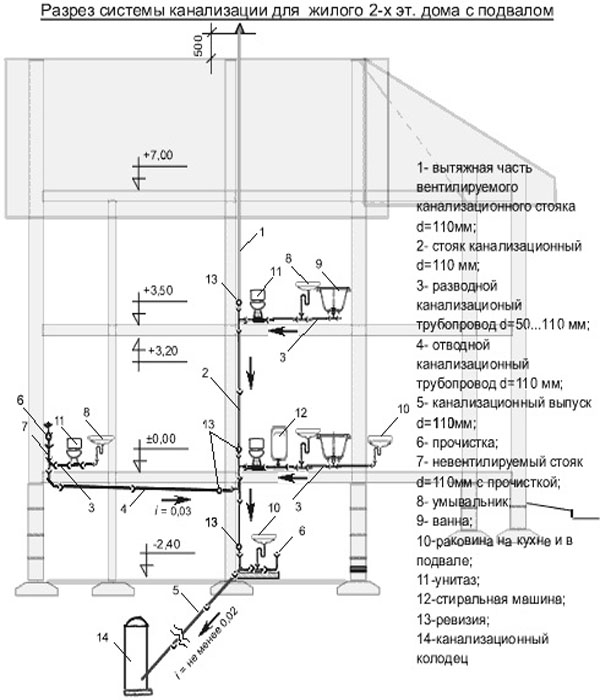 Разрез системы канализации для жилого 2-х эт. дома с подвалом
500
+7,00
1
13
11
8
9
+3,50
3
+3,20
2
6
11
8
13
12
10
7
±0,00
3
4
i = 0,03
3
10
13
6
-2,40
5
14
i = не менее 0,02
1- вытяжная часть
вентилируемого
канализационного стояка
d=110мм;
2- стояк канализационный
d=110 мм;
3- разводной
канализационый
трубопровод d=50...110 мм;
4- отводной
канализационный
трубопровод d=110 мм;
5- канализационный выпуск
d=110мм;
6- прочистка;
7- невентилируемый стояк
d=110мм с прочисткой;
8- умывальник;
9- ванна;
10-раковина на кухне и в
подвале;
11-унитаз;
12-стиральная машина;
13-ревизия;
14-канализационный
колодец